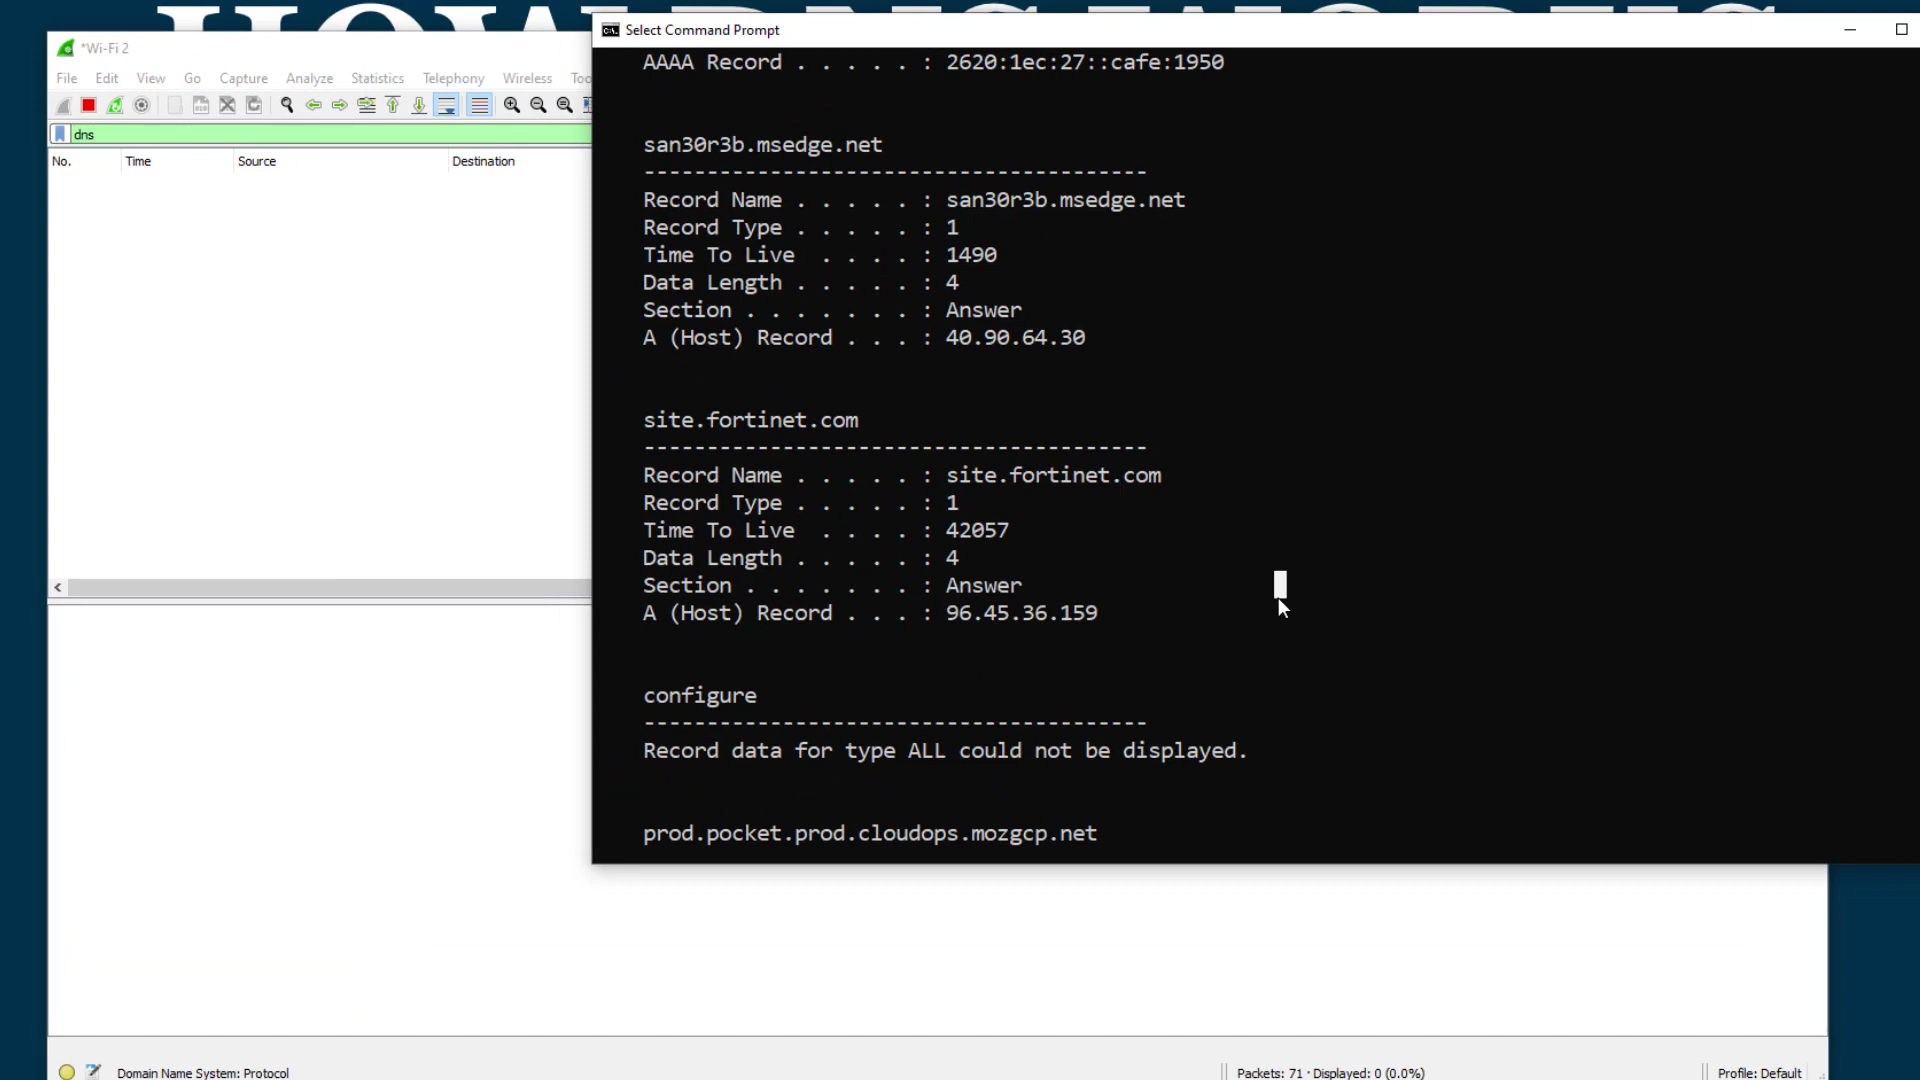 *Wi-Fi 2
File Edit View Go Capture Analyze Statistics Telephony Wireless Too
dns
No. Time Source Destination
Select Command Prompt
AAAA Record . . . . . : 2620:1ec:27::cafe:1950
san30r3b.msedge.net
----------------------------------------
Record Name . . . . . : san30r3b.msedge.net
Record Type . . . . . : 1
Time To Live  . . . . : 1490
Data Length . . . . . : 4
Section . . . . . . . : Answer
A (Host) Record . . . : 40.90.64.30
site.fortinet.com
----------------------------------------
Record Name . . . . . : site.fortinet.com
Record Type . . . . . : 1
Time To Live  . . . . : 42057
Data Length . . . . . : 4
Section . . . . . . . : Answer
A (Host) Record . . . : 96.45.36.159
configure
----------------------------------------
Record data for type ALL could not be displayed.
prod.pocket.prod.cloudops.mozgcp.net
Domain Name System: Protocol
Packets: 71 · Displayed: 0 (0.0%)
Profile: Default